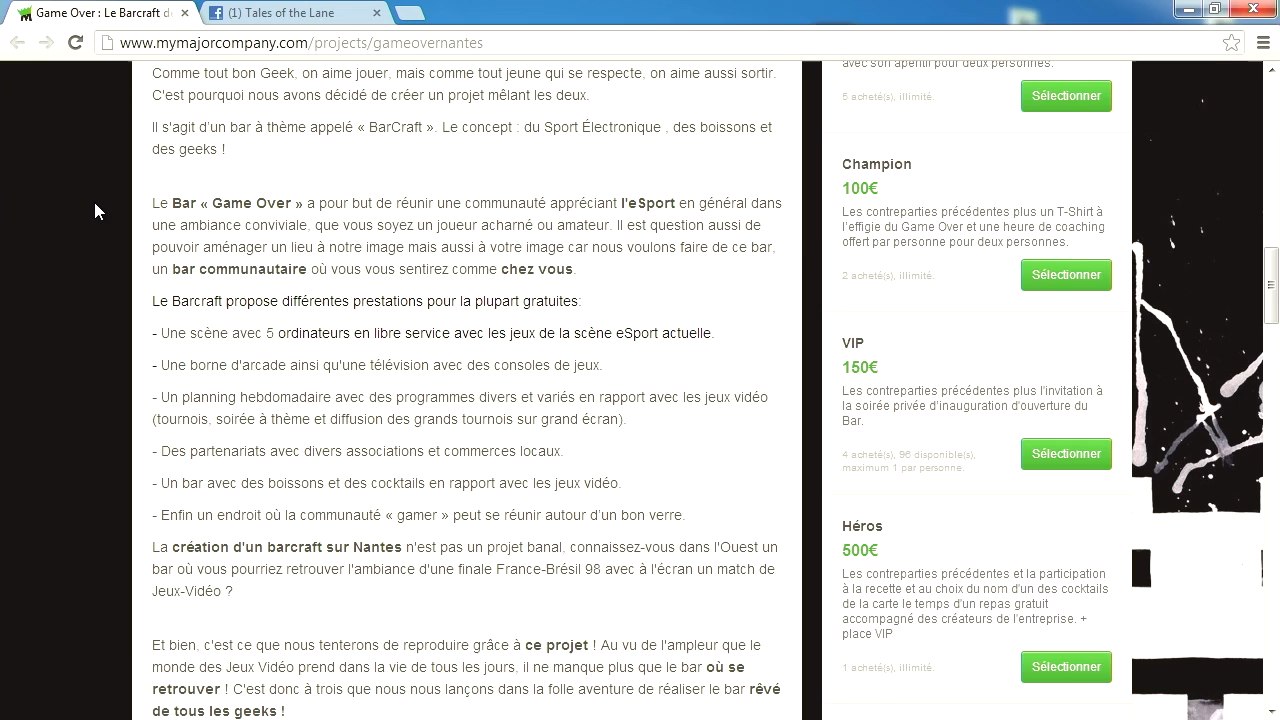 Game Over : Le Barcraft d
(1) Tales of the Lane
www.mymajorcompany.com/projects/gameovernantes
Comme tout bon Geek, on aime jouer, mais comme tout jeune qui se respecte, on aime aussi sortir.
C'est pourquoi nous avons décidé de créer un projet mêlant les deux.
Il s'agit d'un bar à thème appelé « BarCraft ». Le concept : du Sport Électronique , des boissons et
des geeks !
Le Bar « Game Over » a pour but de réunir une communauté appréciant l'eSport en général dans
une ambiance conviviale, que vous soyez un joueur acharné ou amateur. Il est question aussi de
pouvoir aménager un lieu à notre image mais aussi à votre image car nous voulons faire de ce bar,
un bar communautaire où vous vous sentirez comme chez vous.
Le Barcraft propose différentes prestations pour la plupart gratuites:
- Une scène avec 5 ordinateurs en libre service avec les jeux de la scène eSport actuelle.
- Une borne d'arcade ainsi qu'une télévision avec des consoles de jeux.
- Un planning hebdomadaire avec des programmes divers et variés en rapport avec les jeux vidéo
(tournois, soirée à thème et diffusion des grands tournois sur grand écran).
- Des partenariats avec divers associations et commerces locaux.
- Un bar avec des boissons et des cocktails en rapport avec les jeux vidéo.
- Enfin un endroit où la communauté « gamer » peut se réunir autour d'un bon verre.
La création d'un barcraft sur Nantes n'est pas un projet banal, connaissez-vous dans l'Ouest un
bar où vous pourriez retrouver l'ambiance d'une finale France-Brésil 98 avec à l'écran un match de
Jeux-Vidéo ?
Et bien, c'est ce que nous tenterons de reproduire grâce à ce projet ! Au vu de l'ampleur que le
monde des Jeux Vidéo prend dans la vie de tous les jours, il ne manque plus que le bar où se
retrouver ! C'est donc à trois que nous nous lançons dans la folle aventure de réaliser le bar rêvé
de tous les geeks !
avec son apéritif pour deux personnes.
5 acheté(s), illimité.
Sélectionner
Champion
100€
Les contreparties précédentes plus un T-Shirt à
l'effigie du Game Over et une heure de coaching
offert par personne pour deux personnes.
2 acheté(s), illimité.
Sélectionner
VIP
150€
Les contreparties précédentes plus l'invitation à
la soirée privée d'inauguration d'ouverture du
Bar.
4 acheté(s), 96 disponible(s),
maximum 1 par personne.
Sélectionner
Héros
500€
Les contreparties précédentes et la participation
à la recette et au choix du nom d'un des cocktails
de la carte le temps d'un repas gratuit
accompagné des créateurs de l'entreprise. +
place VIP
1 acheté(s), illimité.
Sélectionner